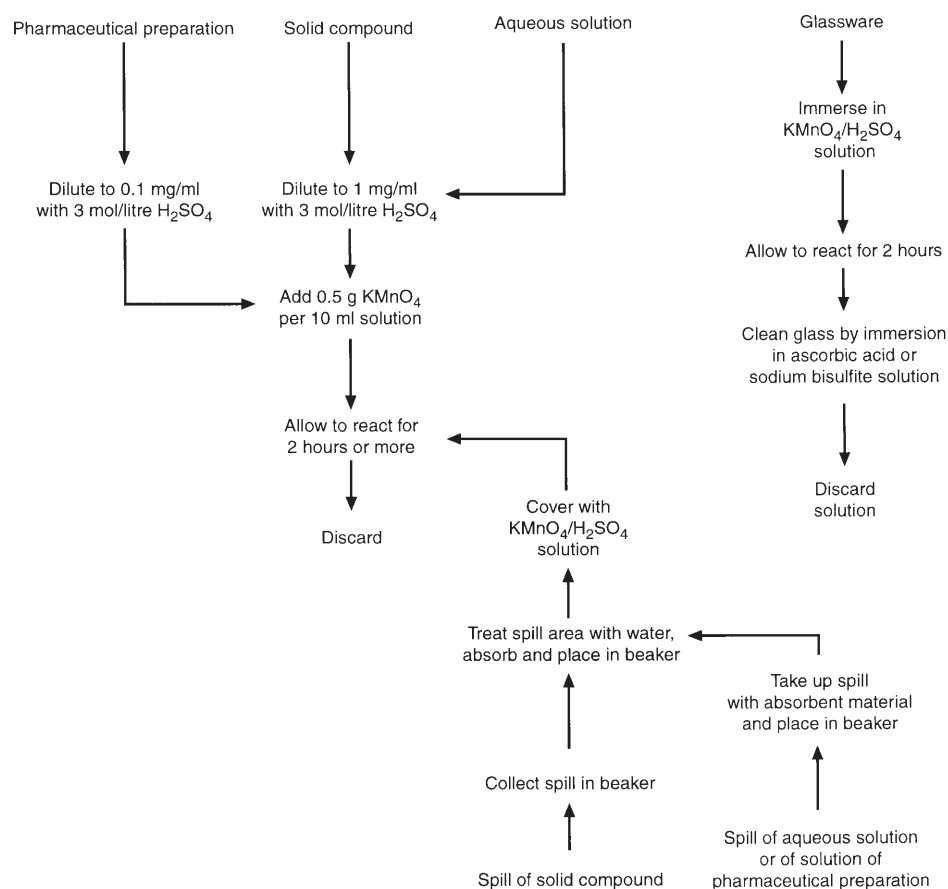 Pharmaceutical preparation
Solid compound
Aqueous solution
Glassware
Immerse in
KMnO₄/H₂SO₄
solution
Dilute to 0.1 mg/ml
with 3 mol/litre H₂SO₄
Dilute to 1 mg/ml
with 3 mol/litre H₂SO₄
Allow to react for 2 hours
Add 0.5 g KMnO₄
per 10 ml solution
Clean glass by immersion
in ascorbic acid or
sodium bisulfite solution
Allow to react for
2 hours or more
Discard
solution
Discard
Cover with
KMnO₄/H₂SO₄
solution
Treat spill area with water,
absorb and place in beaker
Take up spill
with absorbent material
and place in beaker
Collect spill in beaker
Spill of aqueous solution
or of solution of
pharmaceutical preparation
Spill of solid compound